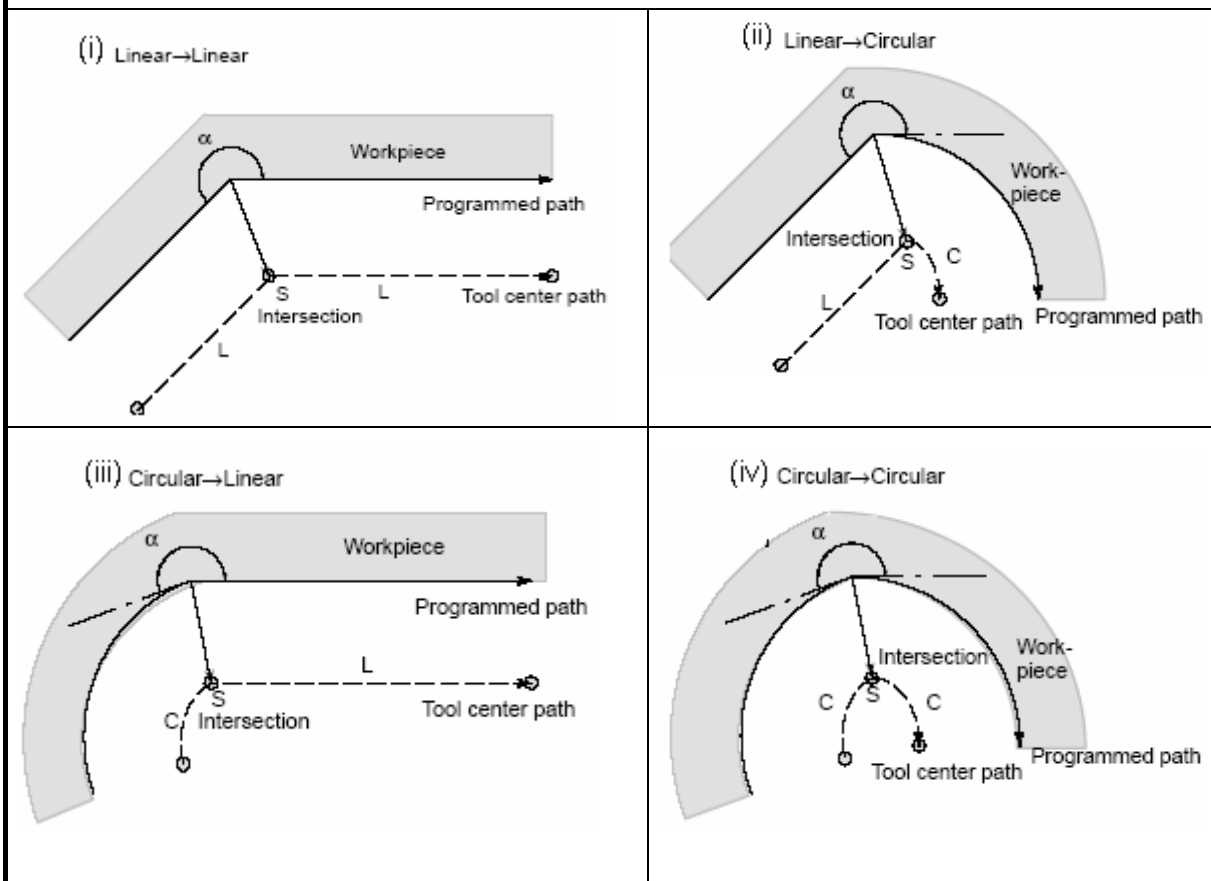 (i) Linear→Linear
α
Workpiece
Programmed path
S
L
Tool center path
Intersection
L
(ii) Linear→Circular
α
Work-
piece
Intersection
S
C
L
Tool center path
Programmed path
(iii) Circular→Linear
α
Workpiece
Programmed path
L
S
C
Intersection
Tool center path
(iv) Circular→Circular
α
Work-
piece
Intersection
C
S
C
Tool center path
Programmed path